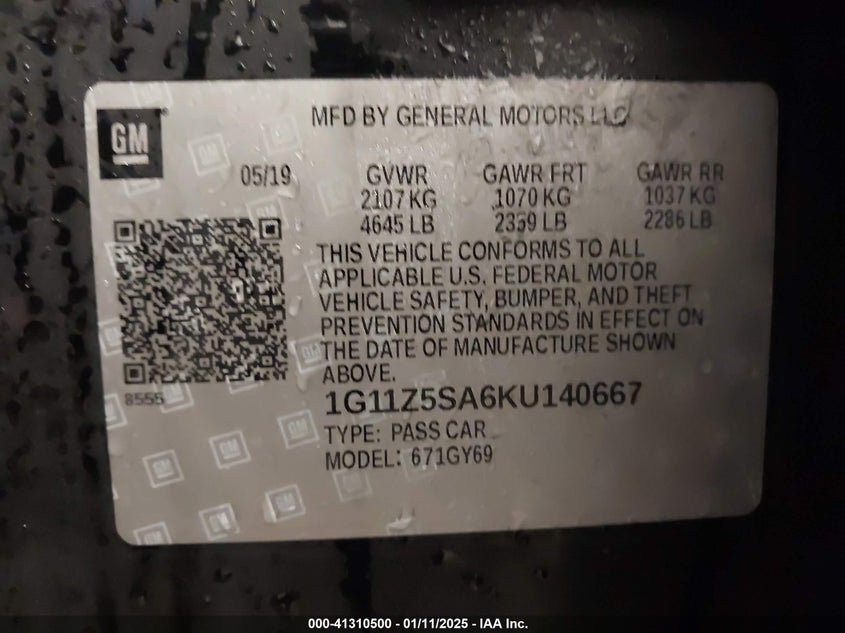 GM
MFD BY GENERAL MOTORS LLC
05/19 GVWR GAWR FRT GAWR RR
2107 KG 1070 KG 1037 KG
4645 LB 2359 LB 2286 LB
THIS VEHICLE CONFORMS TO ALL
APPLICABLE U.S. FEDERAL MOTOR
VEHICLE SAFETY, BUMPER, AND THEFT
PREVENTION STANDARDS IN EFFECT ON
THE DATE OF MANUFACTURE SHOWN
ABOVE.
8555
1G11Z5SA6KU140667
TYPE: PASS CAR
MODEL: 671GY69
000-41310500 - 01/11/2025 - IAA Inc.